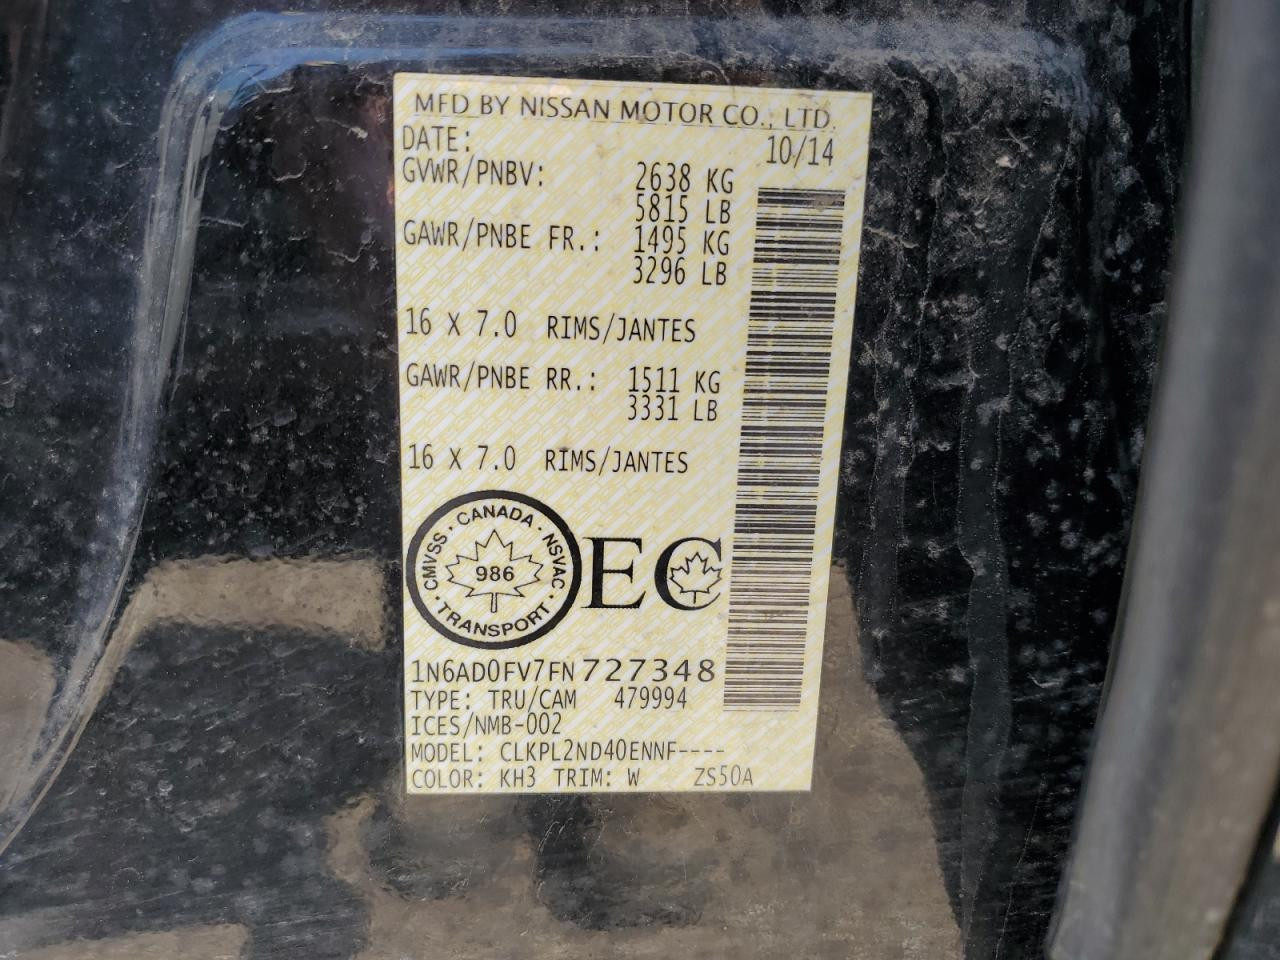 MFD BY NISSAN MOTOR CO., LTD.
DATE: 10/14
GVWR/PNBV: 2638 KG
5815 LB
GAWR/PNBE FR.: 1495 KG
3296 LB
16 X 7.0 RIMS/JANTES
GAWR/PNBE RR.: 1511 KG
3331 LB
16 X 7.0 RIMS/JANTES
CANADA · NSVAC · TRANSPORT · CMVSS ·
986
EC
1N6AD0FV7FN727348
TYPE: TRU/CAM 479994
ICES/NMB-002
MODEL: CLKPL2ND40ENNF----
COLOR: KH3 TRIM: W ZS50A